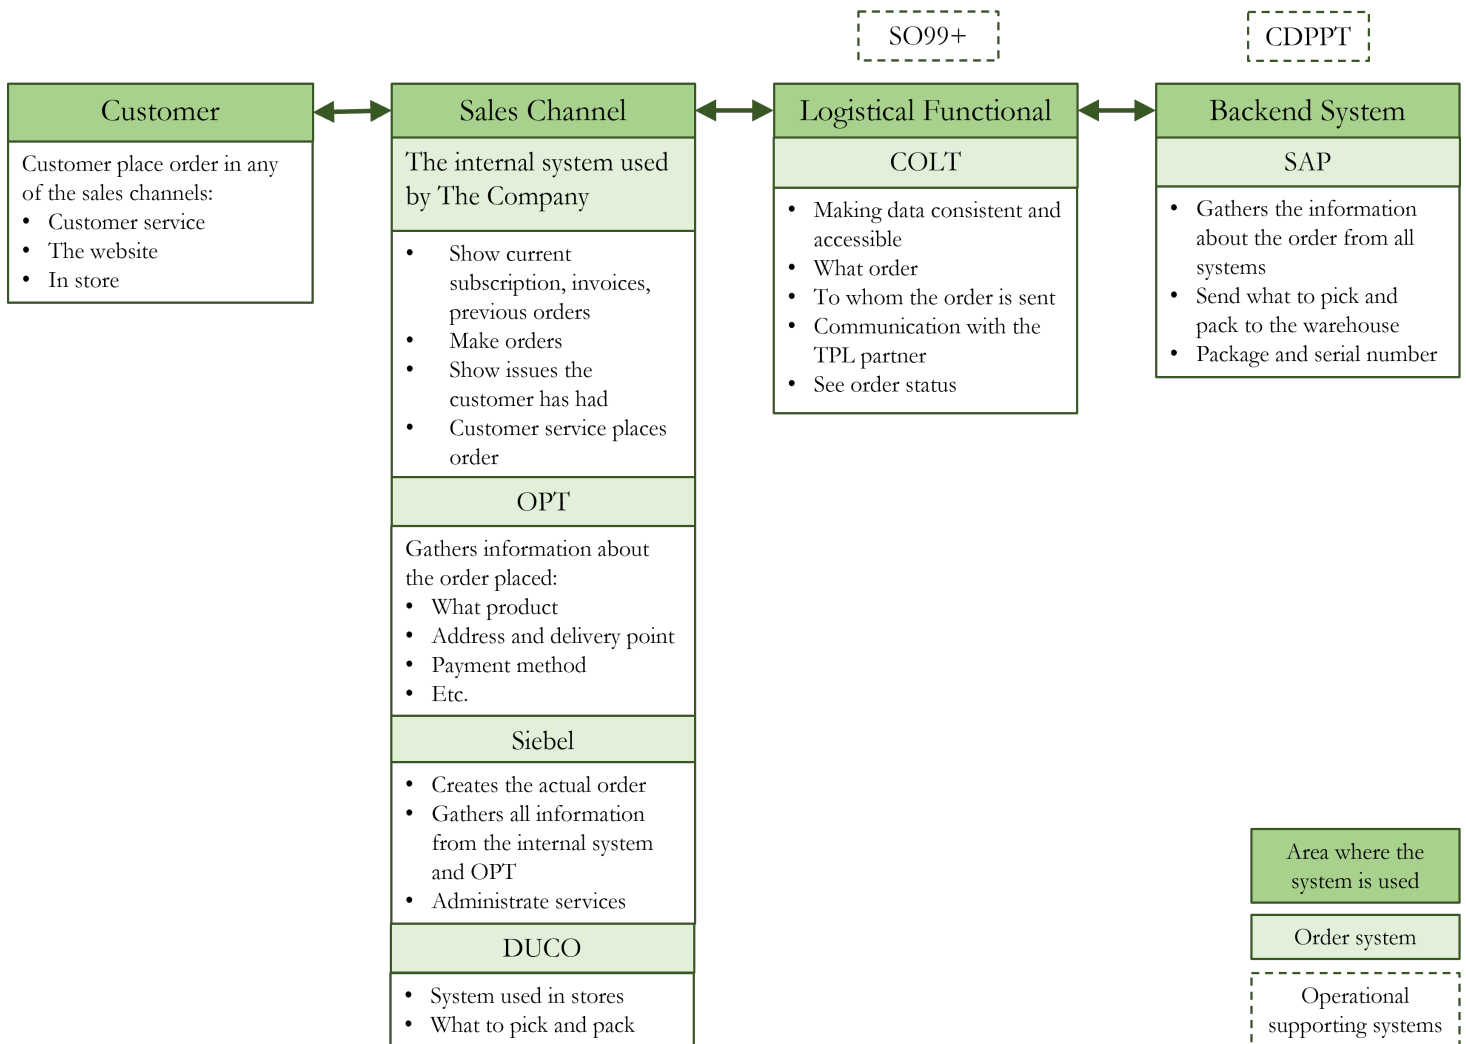 SO99+
CDPPT
Customer
Customer place order in any
of the sales channels:
• Customer service
• The website
• In store
Sales Channel
The internal system used
by The Company
• Show current
subscription, invoices,
previous orders
• Make orders
• Show issues the
customer has had
• Customer service places
order
OPT
Gathers information about
the order placed:
• What product
• Address and delivery point
• Payment method
• Etc.
Siebel
• Creates the actual order
• Gathers all information
from the internal system
and OPT
• Administrate services
DUCO
• System used in stores
• What to pick and pack
Logistical Functional
COLT
• Making data consistent and
accessible
• What order
• To whom the order is sent
• Communication with the
TPL partner
• See order status
Backend System
SAP
• Gathers the information
about the order from all
systems
• Send what to pick and
pack to the warehouse
• Package and serial number
Area where the
system is used
Order system
Operational
supporting systems